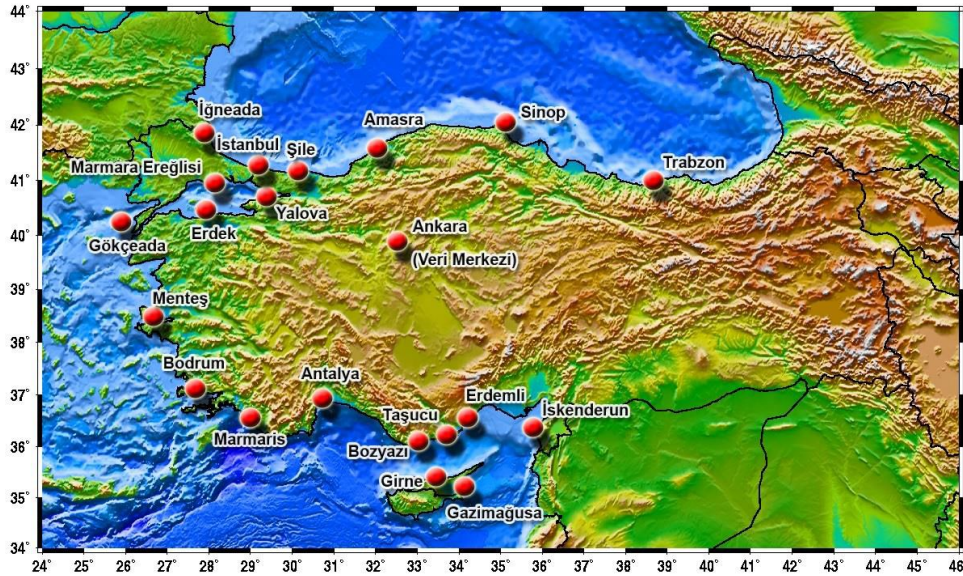 44°
43°
42°
41°
40°
39°
38°
37°
36°
35°
34°
İğneada
İstanbul
Şile
Amasra
Sinop
Marmara Ereğlisi
Trabzon
Yalova
Erdek
Gökçeada
Ankara
(Veri Merkezi)
Menteş
Bodrum
Antalya
Erdemli
Marmaris
Taşucu
İskenderun
Bozyazı
Girne
Gazimağusa
24° 25° 26° 27° 28° 29° 30° 31° 32° 33° 34° 35° 36° 37° 38° 39° 40° 41° 42° 43° 44° 45° 46°